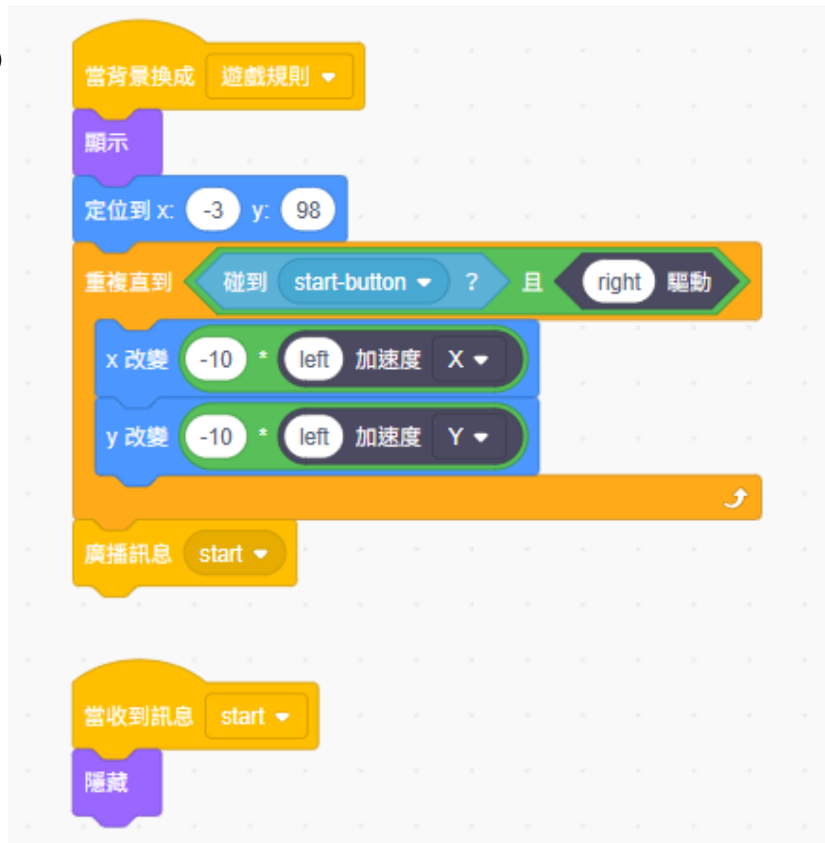 )
當背景換成 遊戲規則
顯示
定位到 x: -3 y: 98
重複直到 碰到 start-button ? 且 right 驅動
x 改變 -10 * left 加速度 X
y 改變 -10 * left 加速度 Y
廣播訊息 start
當收到訊息 start
隱藏